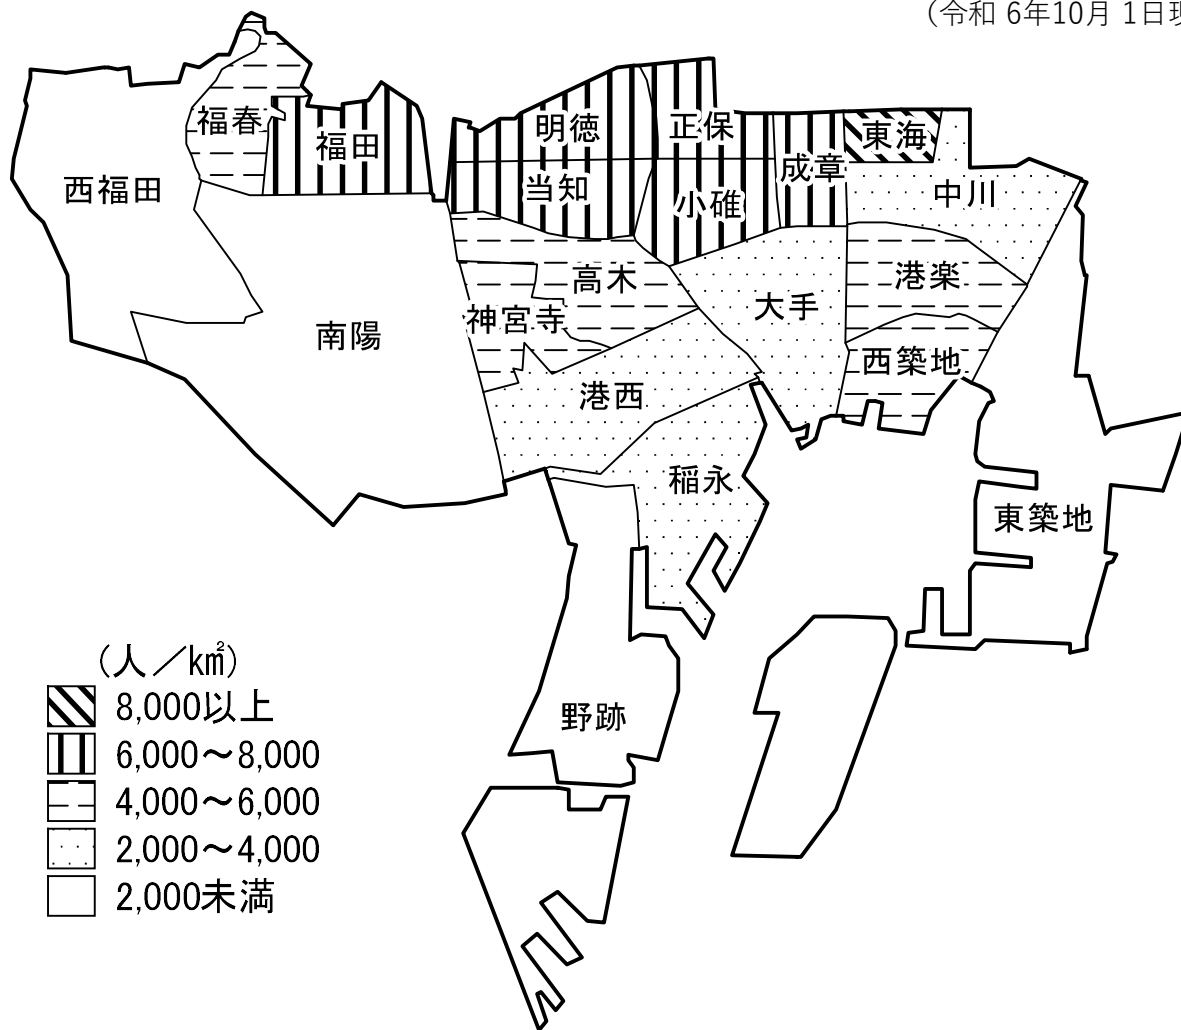 （令和 6年10月 1日現
福春
福田
明徳
正保
東海
成章
西福田
当知
小碓
中川
高木
港楽
神宮寺
大手
南陽
西築地
港西
稲永
東築地
野跡
(人／k㎡)
8,000以上
6,000～8,000
4,000～6,000
2,000～4,000
2,000未満